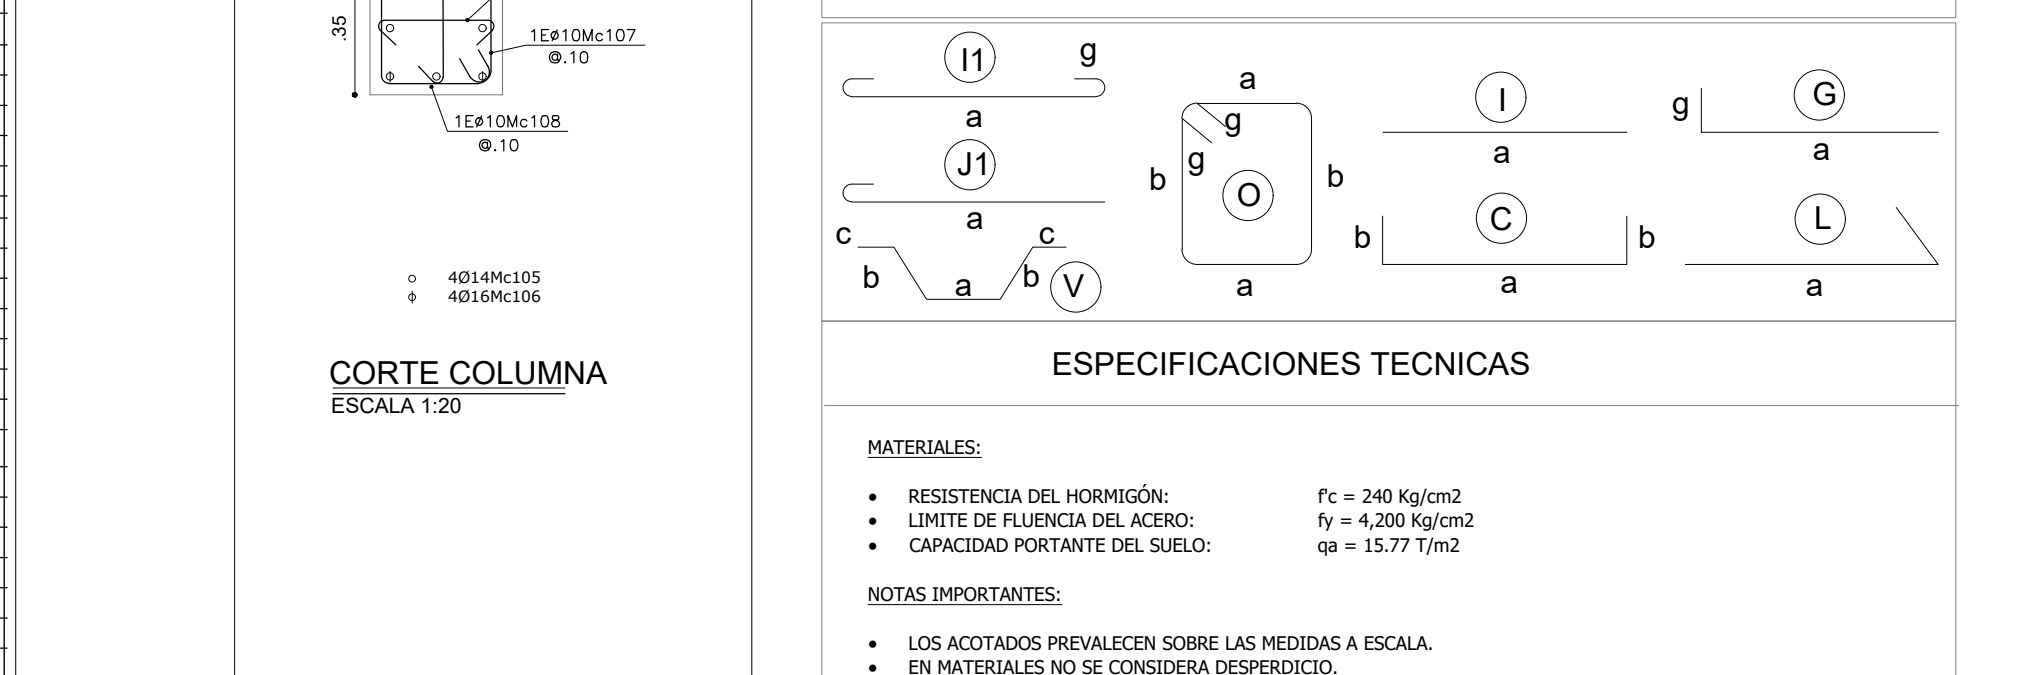 .35
1Eø10Mc107
@.10
1Eø10Mc108
@.10
4Ø14Mc105
4Ø16Mc106
CORTE COLUMNA
ESCALA 1:20
I1
g
a
J1
a
c
c
b
a
b
V
a
g
g
b
b
O
a
I
a
C
b
b
a
g
G
a
L
a
ESPECIFICACIONES TECNICAS
MATERIALES:
• RESISTENCIA DEL HORMIGÓN: f'c = 240 Kg/cm2
• LIMITE DE FLUENCIA DEL ACERO: fy = 4,200 Kg/cm2
• CAPACIDAD PORTANTE DEL SUELO: qa = 15.77 T/m2
NOTAS IMPORTANTES:
• LOS ACOTADOS PREVALECEN SOBRE LAS MEDIDAS A ESCALA.
• EN MATERIALES NO SE CONSIDERA DESPERDICIO.